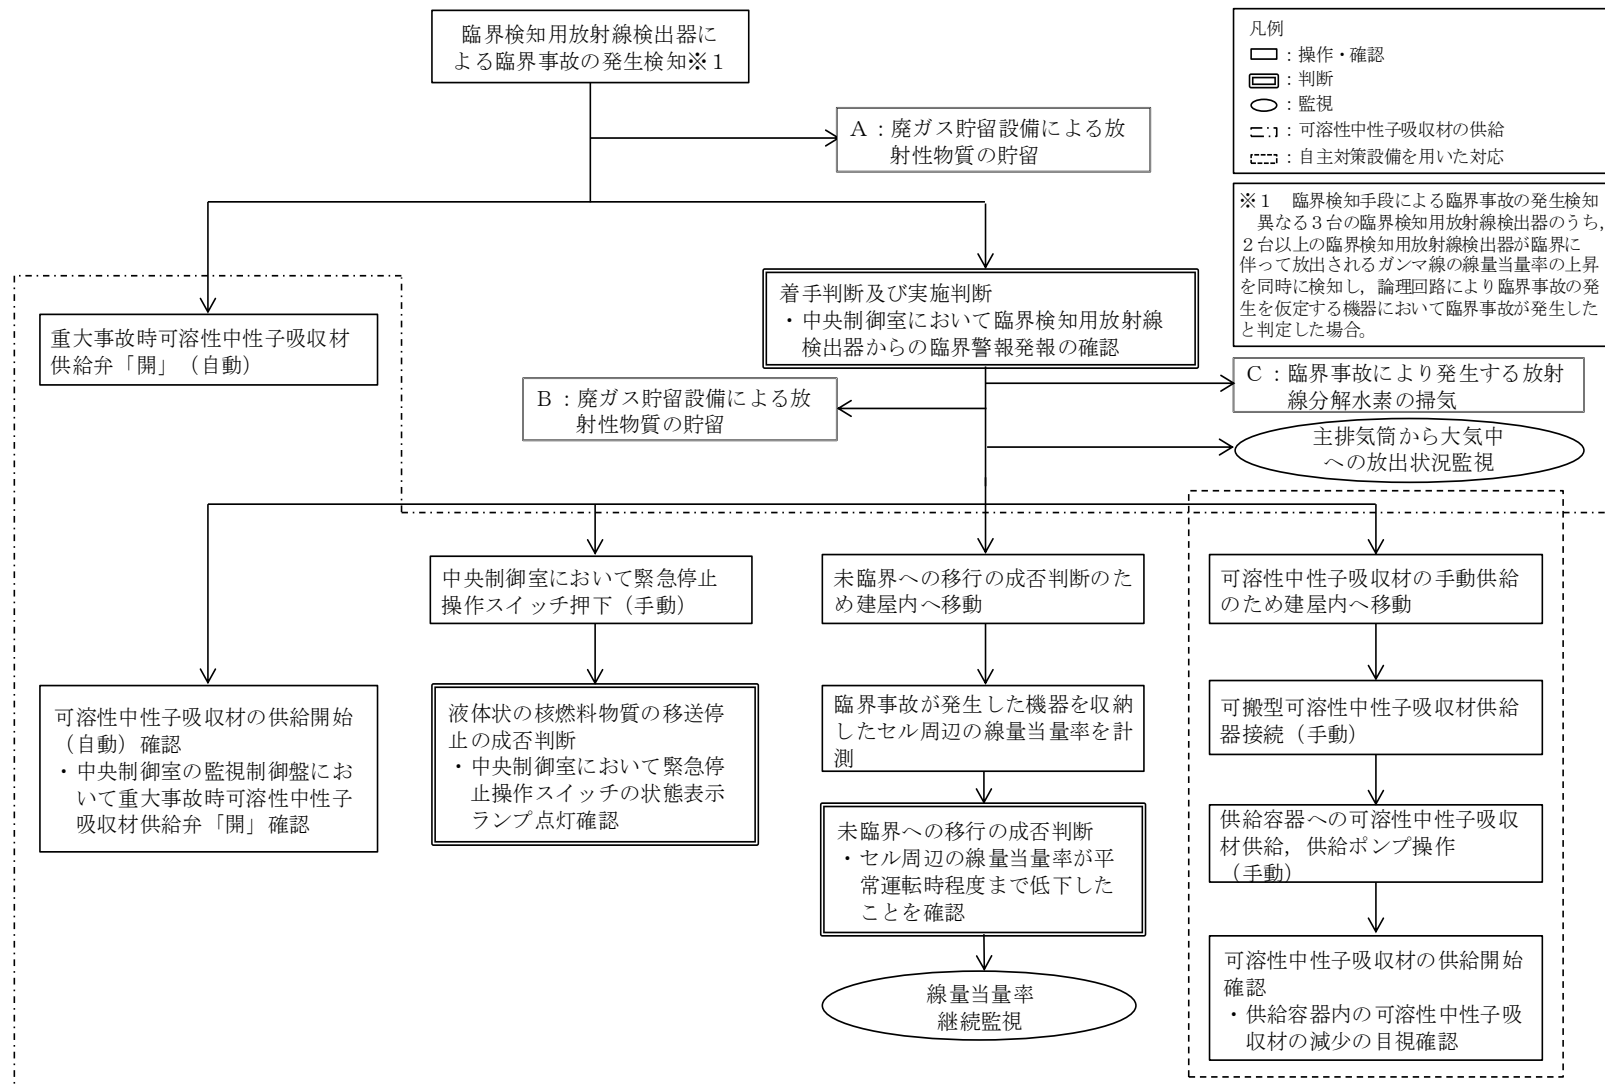 臨界検知用放射線検出器に
よる臨界事故の発生検知※1
凡例
：操作・確認
：判断
：監視
：可溶性中性子吸収材の供給
：自主対策設備を用いた対応
A：廃ガス貯留設備による放
射性物質の貯留
※1 臨界検知手段による臨界事故の発生検知
異なる3台の臨界検知用放射線検出器のうち，
2台以上の臨界検知用放射線検出器が臨界に
伴って放出されるガンマ線の線量当量率の上昇
を同時に検知し，論理回路により臨界事故の発
生を仮定する機器において臨界事故が発生した
と判定した場合。
重大事故時可溶性中性子吸収材
供給弁「開」（自動）
着手判断及び実施判断
・中央制御室において臨界検知用放射線
検出器からの臨界警報発報の確認
B：廃ガス貯留設備による放
射性物質の貯留
C：臨界事故により発生する放射
線分解水素の掃気
主排気筒から大気中
への放出状況監視
中央制御室において緊急停止
操作スイッチ押下（手動）
未臨界への移行の成否判断のた
め建屋内へ移動
可溶性中性子吸収材の手動供給
のため建屋内へ移動
可溶性中性子吸収材の供給開始
（自動）確認
・中央制御室の監視制御盤にお
いて重大事故時可溶性中性子
吸収材供給弁「開」確認
液体状の核燃料物質の移送停
止の成否判断
・中央制御室において緊急停
止操作スイッチの状態表示
ランプ点灯確認
臨界事故が発生した機器を収納
したセル周辺の線量当量率を計
測
可搬型可溶性中性子吸収材供給
器接続（手動）
未臨界への移行の成否判断
・セル周辺の線量当量率が平
常運転時程度まで低下した
ことを確認
供給容器への可溶性中性子吸収
材供給，供給ポンプ操作
（手動）
線量当量率
継続監視
可溶性中性子吸収材の供給開始
確認
・供給容器内の可溶性中性子吸
収材の減少の目視確認